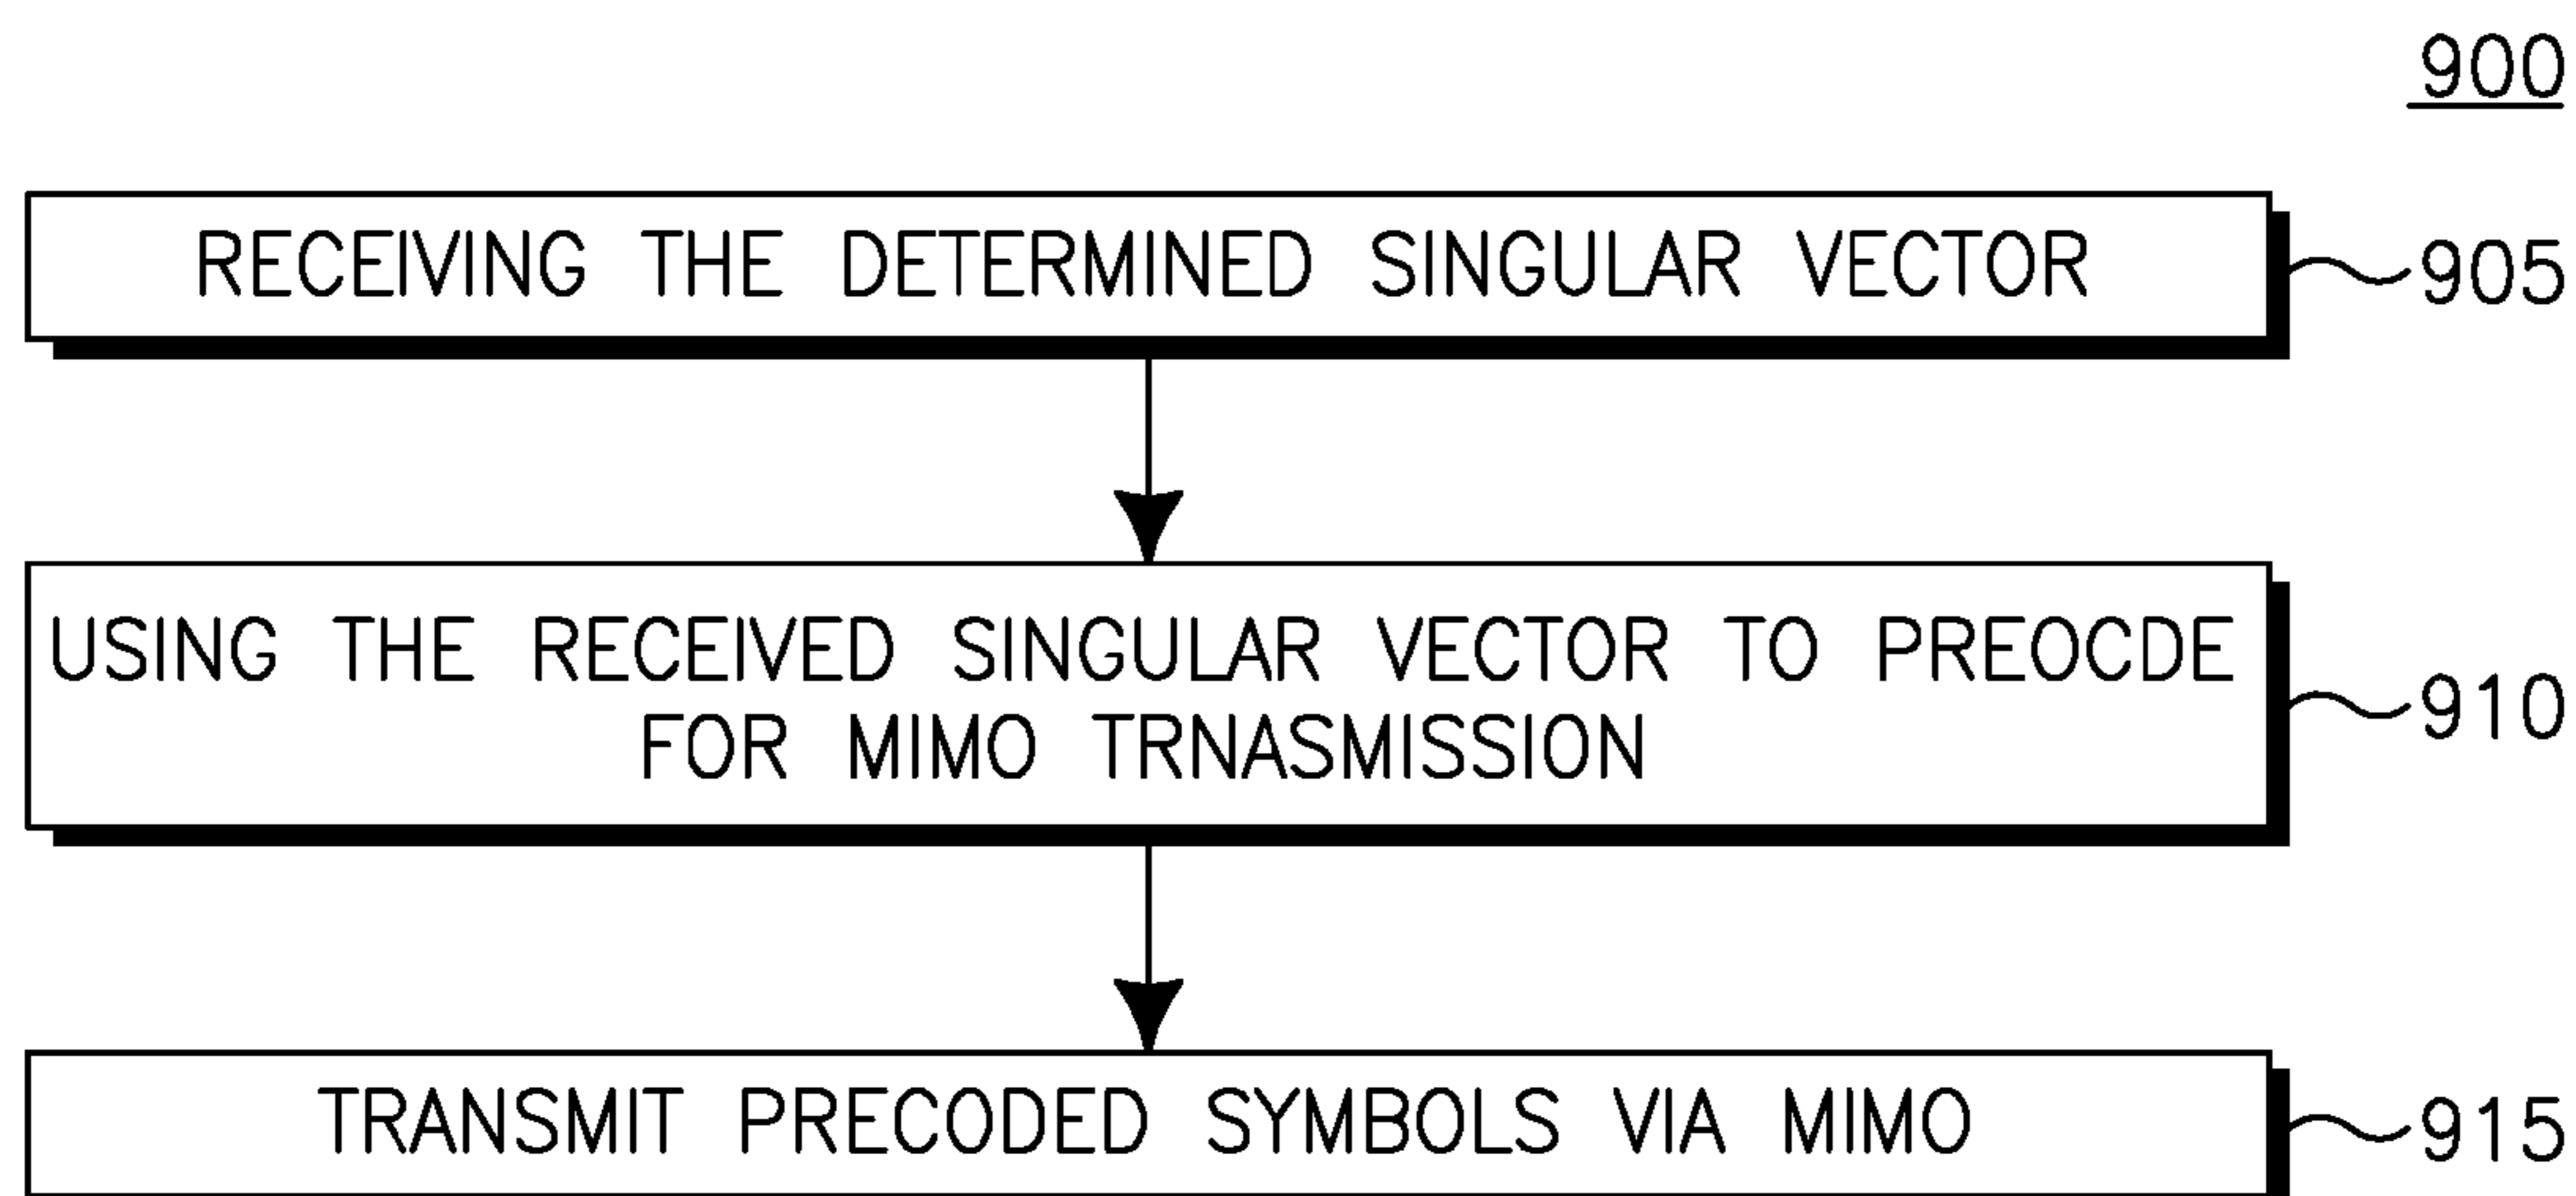 900
RECEIVING THE DETERMINED SINGULAR VECTOR
905
USING THE RECEIVED SINGULAR VECTOR TO PREOCDE
FOR MIMO TRNASMISSION
910
TRANSMIT PRECODED SYMBOLS VIA MIMO
915